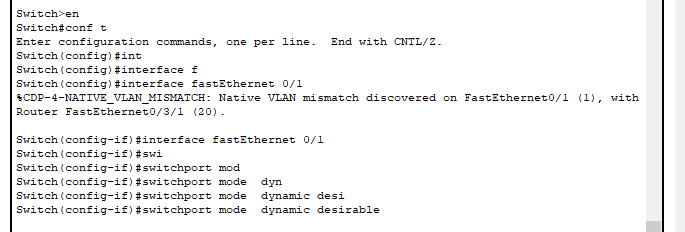 Switch>en
Switch#conf t
Enter configuration commands, one per line.  End with CNTL/Z.
Switch(config)#int
Switch(config)#interface f
Switch(config)#interface fastEthernet 0/1
%CDP-4-NATIVE_VLAN_MISMATCH: Native VLAN mismatch discovered on FastEthernet0/1 (1), with
Router FastEthernet0/3/1 (20).
Switch(config-if)#interface fastEthernet 0/1
Switch(config-if)#swi
Switch(config-if)#switchport mod
Switch(config-if)#switchport mode  dyn
Switch(config-if)#switchport mode  dynamic desi
Switch(config-if)#switchport mode  dynamic desirable